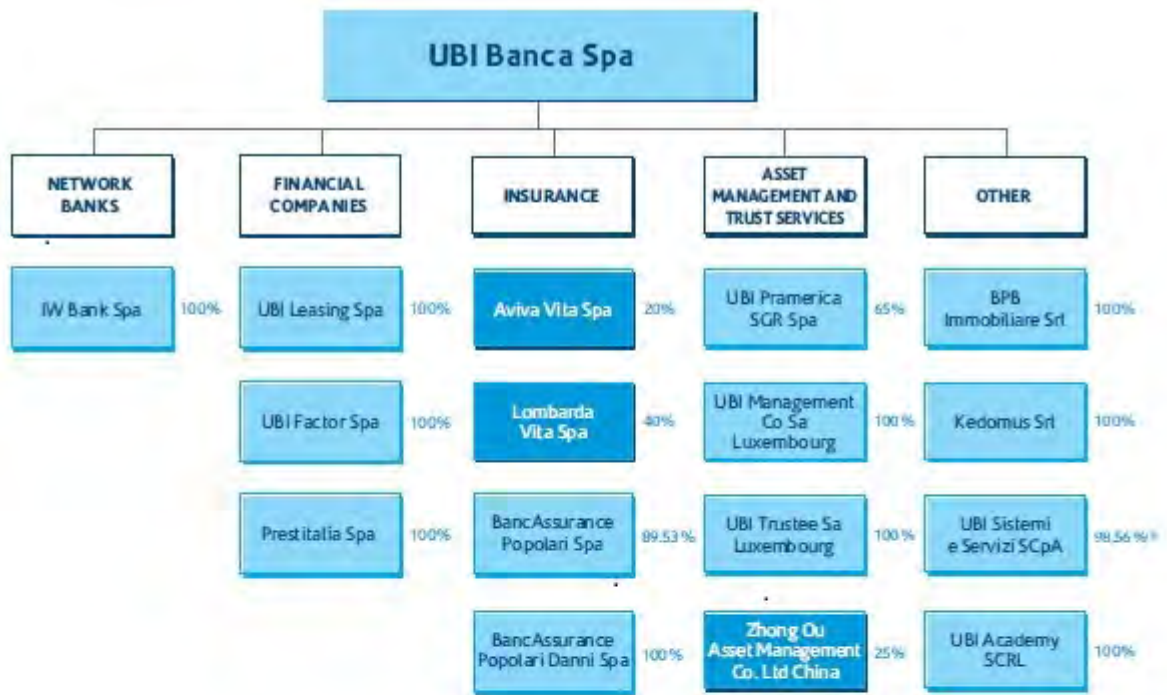 UBI Banca Spa
NETWORK
BANKS
FINANCIAL
COMPANIES
INSURANCE
ASSET
MANAGEMENT AND
TRUST SERVICES
OTHER
IW Bank Spa
100%
UBI Leasing Spa
100%
Aviva Vita Spa
20%
UBI Pramerica
SGR Spa
65%
BPB
Immobiliare Srl
100%
UBI Factor Spa
100%
Lombarda
Vita Spa
40%
UBI Management
Co Sa
Luxembourg
100%
Kedomus Srl
100%
Prestitalia Spa
100%
BancAssurance
Popolari Spa
89.53%
UBI Trustee Sa
Luxembourg
100%
UBI Sistemi
e Servizi SCpA
98.56%
BancAssurance
Popolari Danni Spa
100%
Zhong Ou
Asset Management
Co. Ltd China
25%
UBI Academy
SCRL
100%